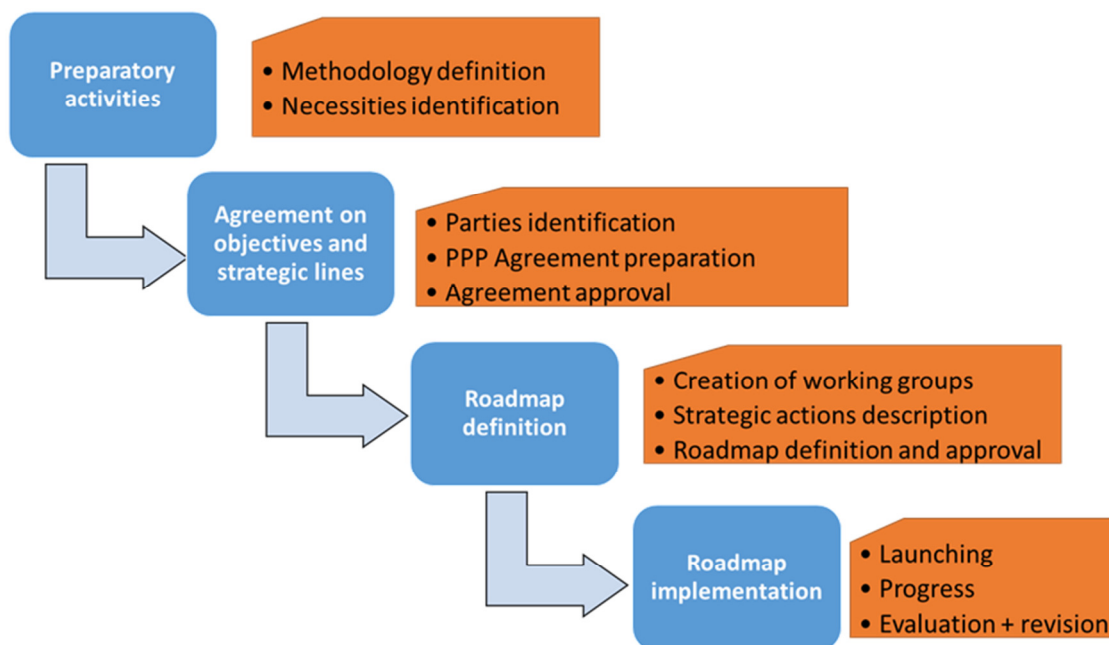 Preparatory
activities
• Methodology definition
• Necessities identification
Agreement on
objectives and
strategic lines
• Parties identification
• PPP Agreement preparation
• Agreement approval
Roadmap
definition
• Creation of working groups
• Strategic actions description
• Roadmap definition and approval
Roadmap
implementation
• Launching
• Progress
• Evaluation + revision